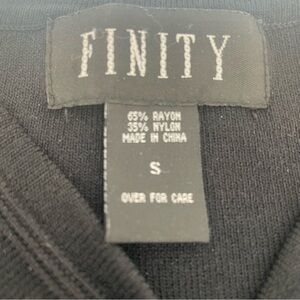 FINITY
65% RAYON
35% NYLON
MADE IN CHINA
S
OVER FOR CARE